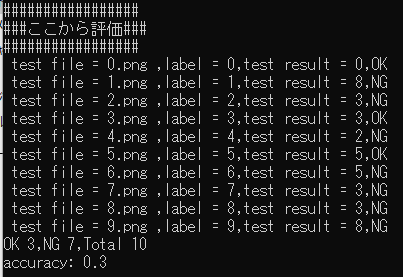 #################
###ここから評価###
#################
test file = 0.png ,label = 0,test result = 0,OK
test file = 1.png ,label = 1,test result = 8,NG
test file = 2.png ,label = 2,test result = 3,NG
test file = 3.png ,label = 3,test result = 3,OK
test file = 4.png ,label = 4,test result = 2,NG
test file = 5.png ,label = 5,test result = 5,OK
test file = 6.png ,label = 6,test result = 5,NG
test file = 7.png ,label = 7,test result = 3,NG
test file = 8.png ,label = 8,test result = 3,NG
test file = 9.png ,label = 9,test result = 8,NG
OK 3,NG 7,Total 10
accuracy: 0.3